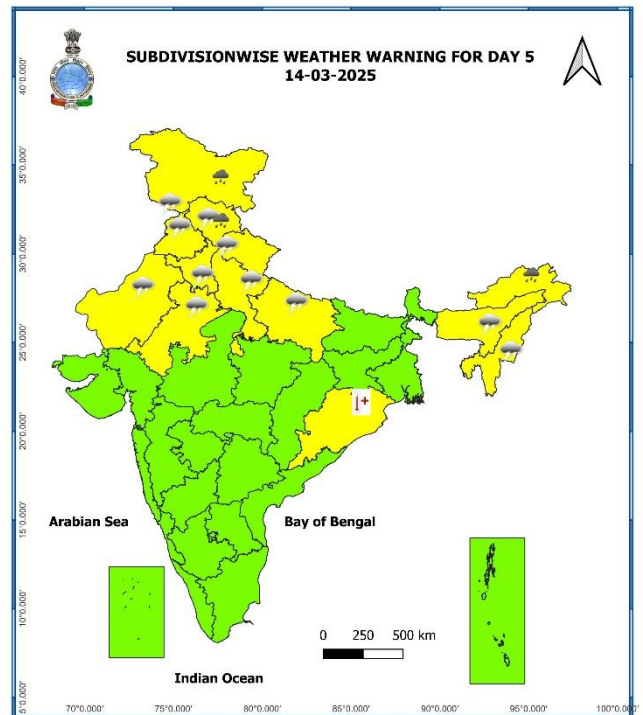 SUBDIVISIONWISE WEATHER WARNING FOR DAY 5
14-03-2025
40°0.000'
35°0.000'
30°0.000'
25°0.000'
20°0.000'
15°0.000'
10°0.000'
5°0.000'
Arabian Sea
Bay of Bengal
0 250 500 km
Indian Ocean
70°0.000' 75°0.000' 80°0.000' 85°0.000' 90°0.000' 95°0.000' 100°0.000'